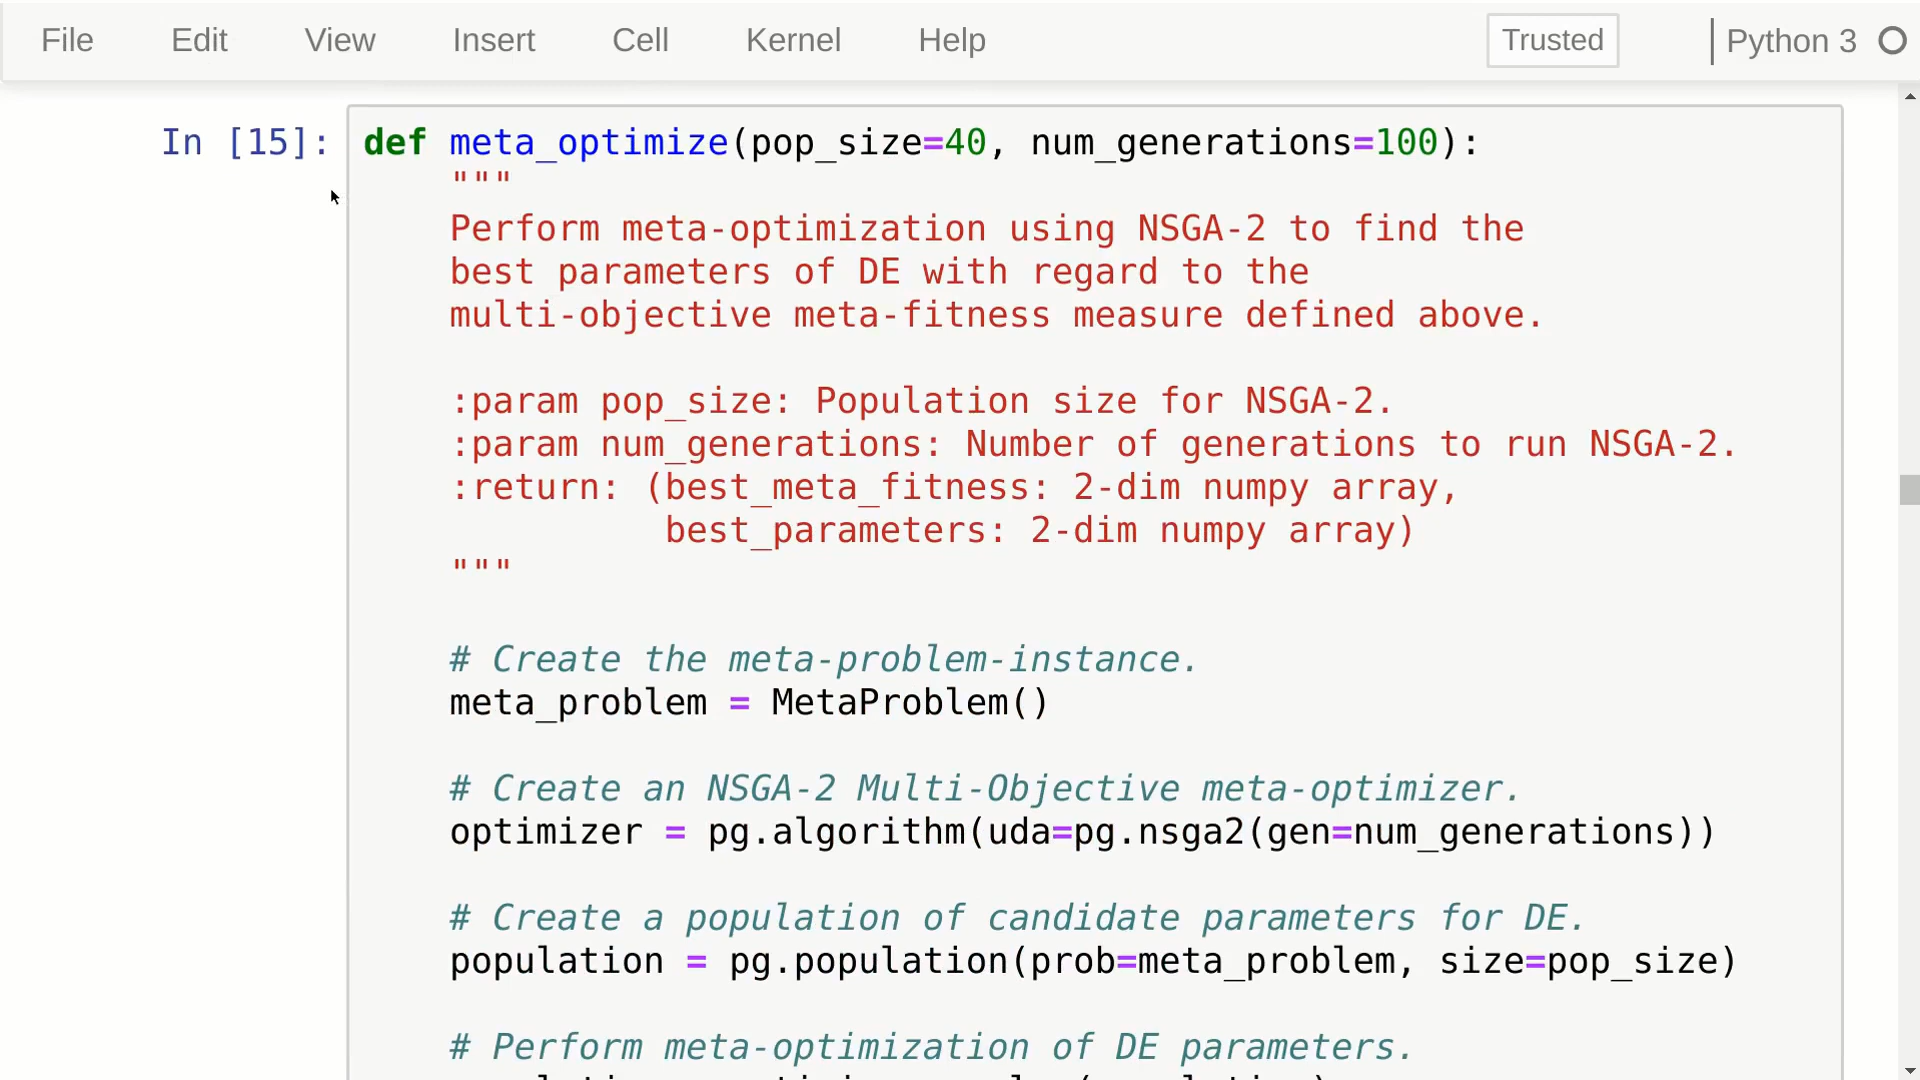 File Edit View Insert Cell Kernel Help Trusted Python 3
In [15]: def meta_optimize(pop_size=40, num_generations=100):
"""
Perform meta-optimization using NSGA-2 to find the
best parameters of DE with regard to the
multi-objective meta-fitness measure defined above.
:param pop_size: Population size for NSGA-2.
:param num_generations: Number of generations to run NSGA-2.
:return: (best_meta_fitness: 2-dim numpy array,
best_parameters: 2-dim numpy array)
"""
# Create the meta-problem-instance.
meta_problem = MetaProblem()
# Create an NSGA-2 Multi-Objective meta-optimizer.
optimizer = pg.algorithm(uda=pg.nsga2(gen=num_generations))
# Create a population of candidate parameters for DE.
population = pg.population(prob=meta_problem, size=pop_size)
# Perform meta-optimization of DE parameters.